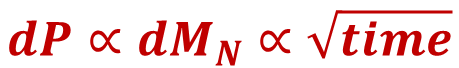 dP ∝ dM_N ∝ √time